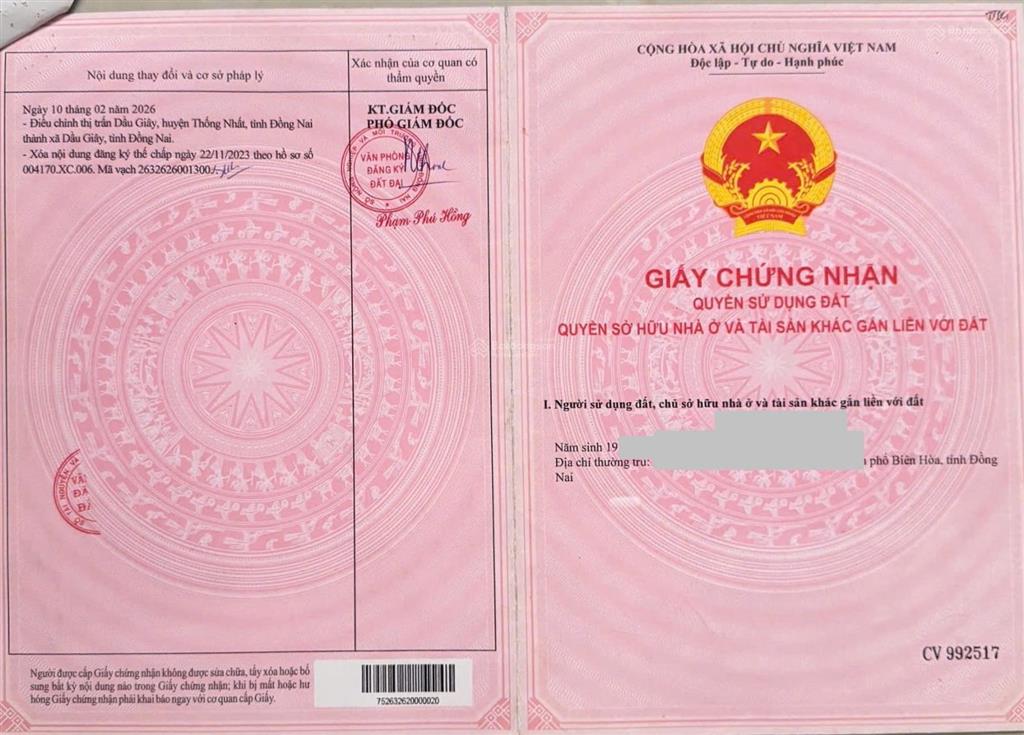 Nội dung thay đổi và cơ sở pháp lý
Xác nhận của cơ quan có
thẩm quyền
Ngày 10 tháng 02 năm 2026
- Điều chỉnh thị trấn Dầu Giây, huyện Thống Nhất, tỉnh Đồng Nai
thành xã Dầu Giây, tỉnh Đồng Nai.
- Xóa nội dung đăng ký thế chấp ngày 22/11/2023 theo hồ sơ số
004170.XC.006. Mã vạch 2632626001300
KT.GIÁM ĐỐC
PHÓ GIÁM ĐỐC
VĂN PHÒNG
ĐĂNG KÝ
ĐẤT ĐAI
Phạm Phú Hồng
Người được cấp Giấy chứng nhận không được sửa chữa, tẩy xóa hoặc bổ
sung bất kỳ nội dung nào trong Giấy chứng nhận; khi bị mất hoặc hư
hỏng Giấy chứng nhận phải khai báo ngay với cơ quan cấp Giấy.
752632620000020
CỘNG HÒA XÃ HỘI CHỦ NGHĨA VIỆT NAM
Độc lập - Tự do - Hạnh phúc
VIỆT NAM
GIẤY CHỨNG NHẬN
QUYỀN SỬ DỤNG ĐẤT
QUYỀN SỞ HỮU NHÀ Ở VÀ TÀI SẢN KHÁC GẮN LIỀN VỚI ĐẤT
I. Người sử dụng đất, chủ sở hữu nhà ở và tài sản khác gắn liền với đất
Năm sinh 19
Địa chỉ thường trú: phố Biên Hòa, tỉnh Đồng
Nai
CV 992517